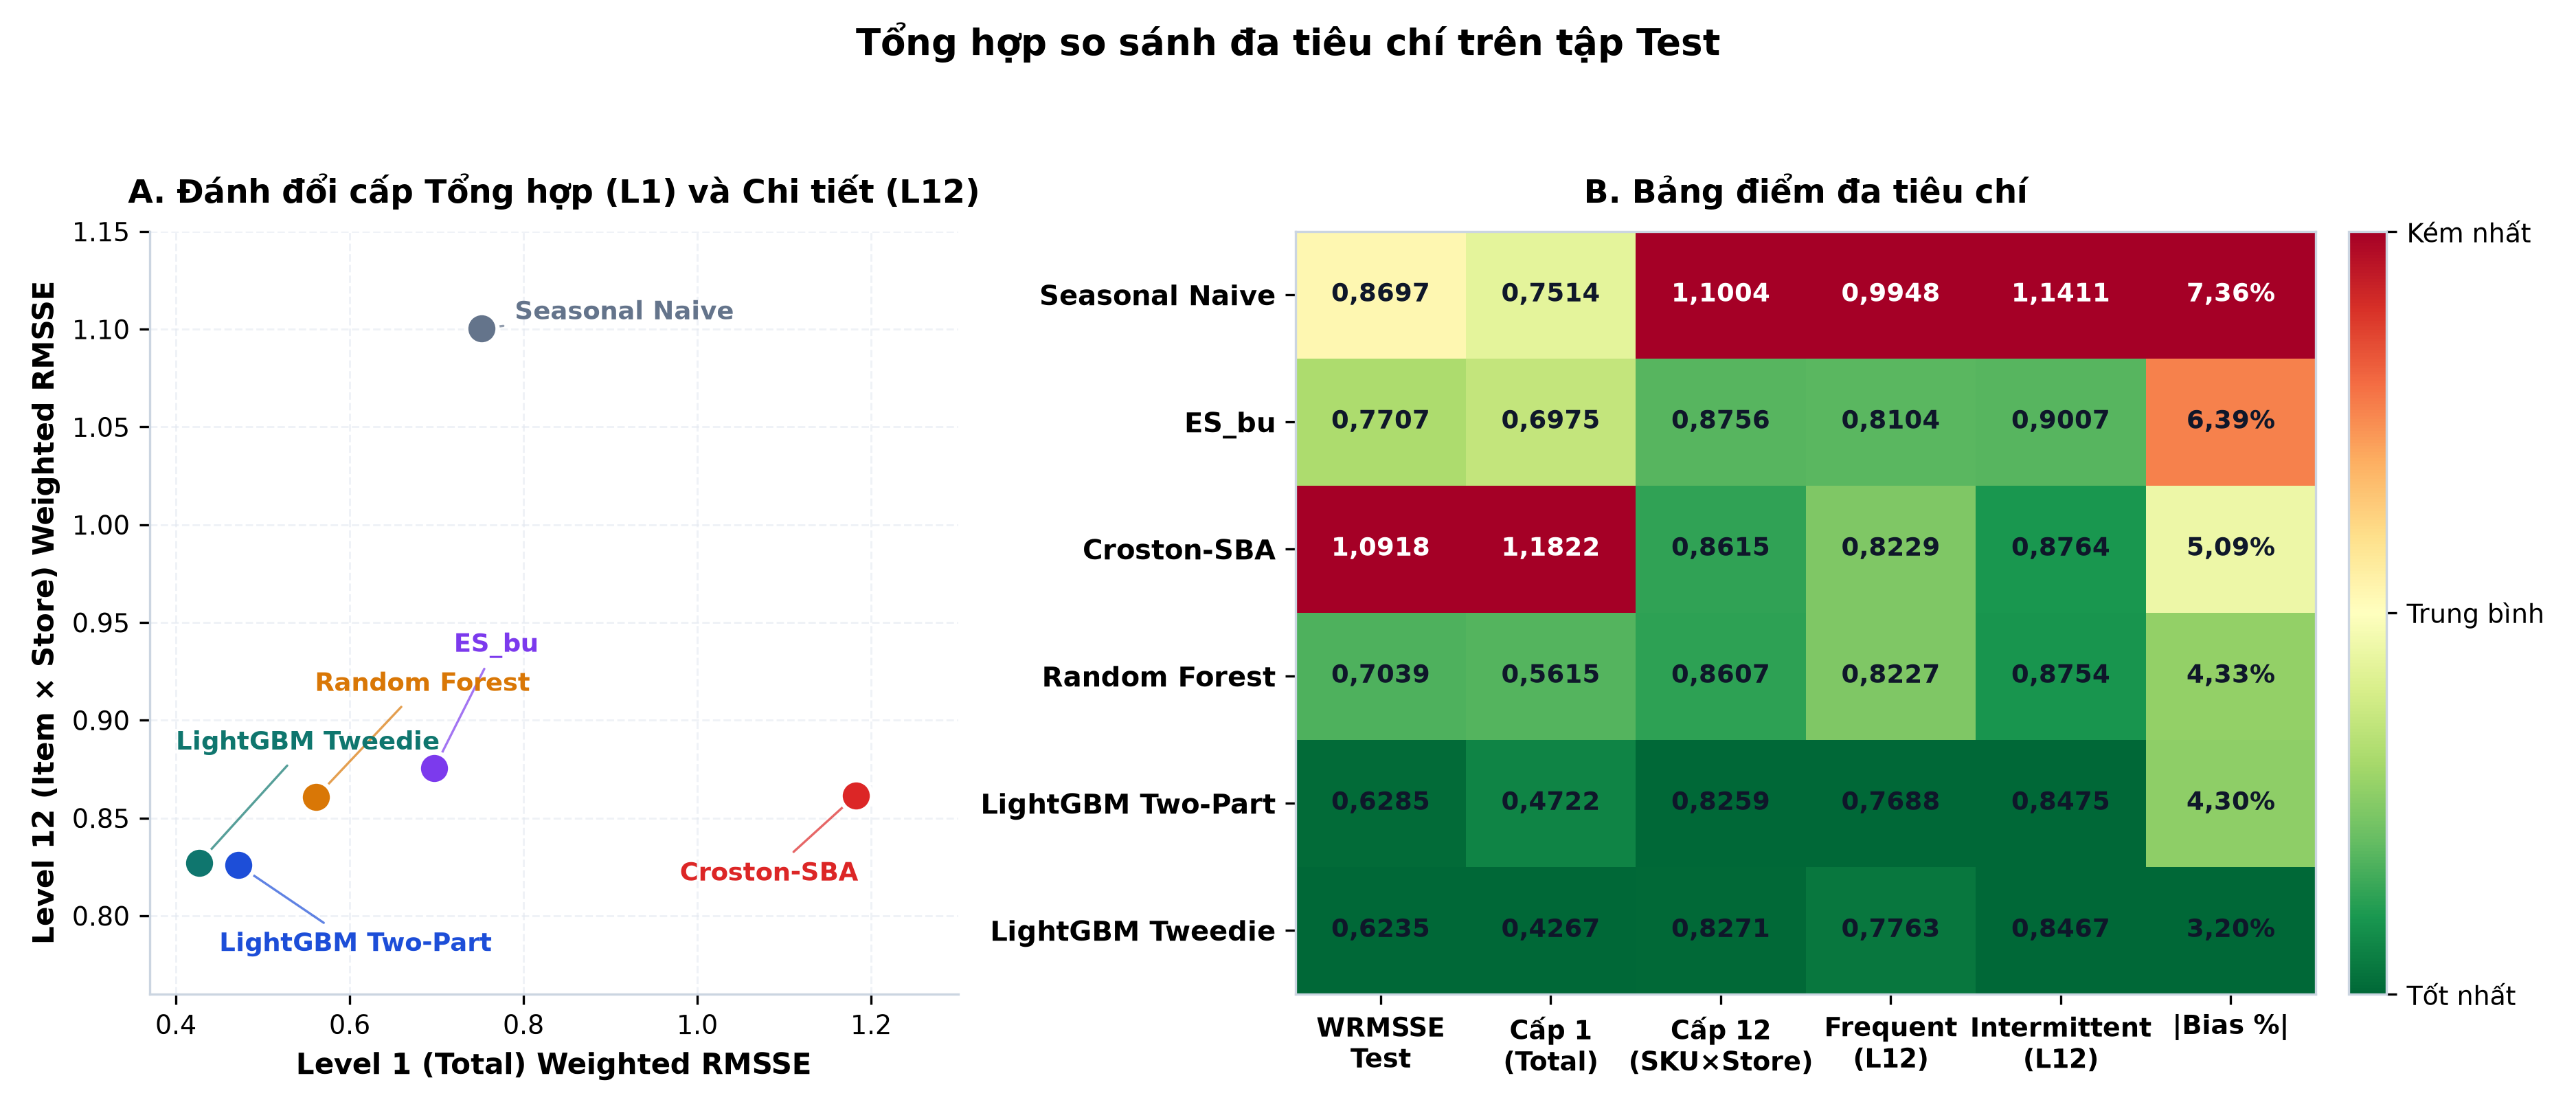 Tổng hợp so sánh đa tiêu chí trên tập Test
A. Đánh đổi cấp Tổng hợp (L1) và Chi tiết (L12)
Level 12 (Item × Store) Weighted RMSSE
1.15
1.10
1.05
1.00
0.95
0.90
0.85
0.80
Seasonal Naive
ES_bu
Random Forest
LightGBM Tweedie
Croston-SBA
LightGBM Two-Part
0.4 0.6 0.8 1.0 1.2
Level 1 (Total) Weighted RMSSE
B. Bảng điểm đa tiêu chí
Seasonal Naive 0,8697 0,7514 1,1004 0,9948 1,1411 7,36%
ES_bu 0,7707 0,6975 0,8756 0,8104 0,9007 6,39%
Croston-SBA 1,0918 1,1822 0,8615 0,8229 0,8764 5,09%
Random Forest 0,7039 0,5615 0,8607 0,8227 0,8754 4,33%
LightGBM Two-Part 0,6285 0,4722 0,8259 0,7688 0,8475 4,30%
LightGBM Tweedie 0,6235 0,4267 0,8271 0,7763 0,8467 3,20%
WRMSSE Cấp 1 Cấp 12 Frequent Intermittent |Bias %|
Test (Total) (SKU×Store) (L12) (L12)
Kém nhất
Trung bình
Tốt nhất